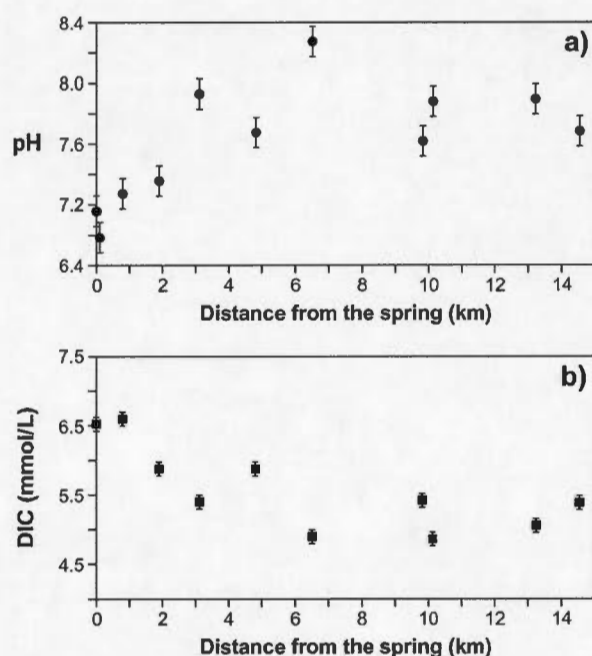 8.4
a)
8.0
7.6
pH
7.2
6.4
0 2 4 6 8 10 12 14
Distance from the spring (km)
7.5
b)
6.5
DIC (mmol/L)
5.5
4.5
0 2 4 6 8 10 12 14
Distance from the spring (km)